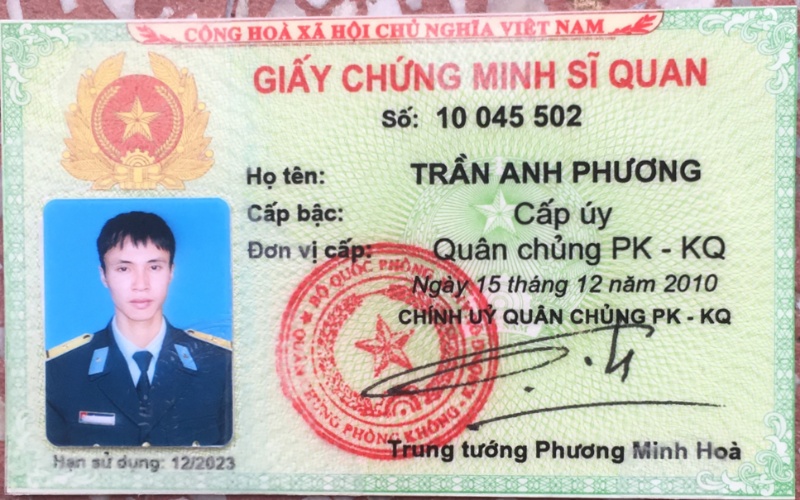 CỘNG HOÀ XÃ HỘI CHỦ NGHĨA VIỆT NAM
GIẤY CHỨNG MINH SĨ QUAN
Số: 10 045 502
Họ tên: TRẦN ANH PHƯƠNG
Cấp bậc: Cấp úy
Đơn vị cấp: Quân chủng PK - KQ
Ngày 15 tháng 12 năm 2010
CHÍNH UỶ QUÂN CHỦNG PK - KQ
BỘ QUỐC PHÒNG
QUÂN CHỦNG PHÒNG KHÔNG
Trung tướng Phương Minh Hoà
Hạn sử dụng: 12/2023